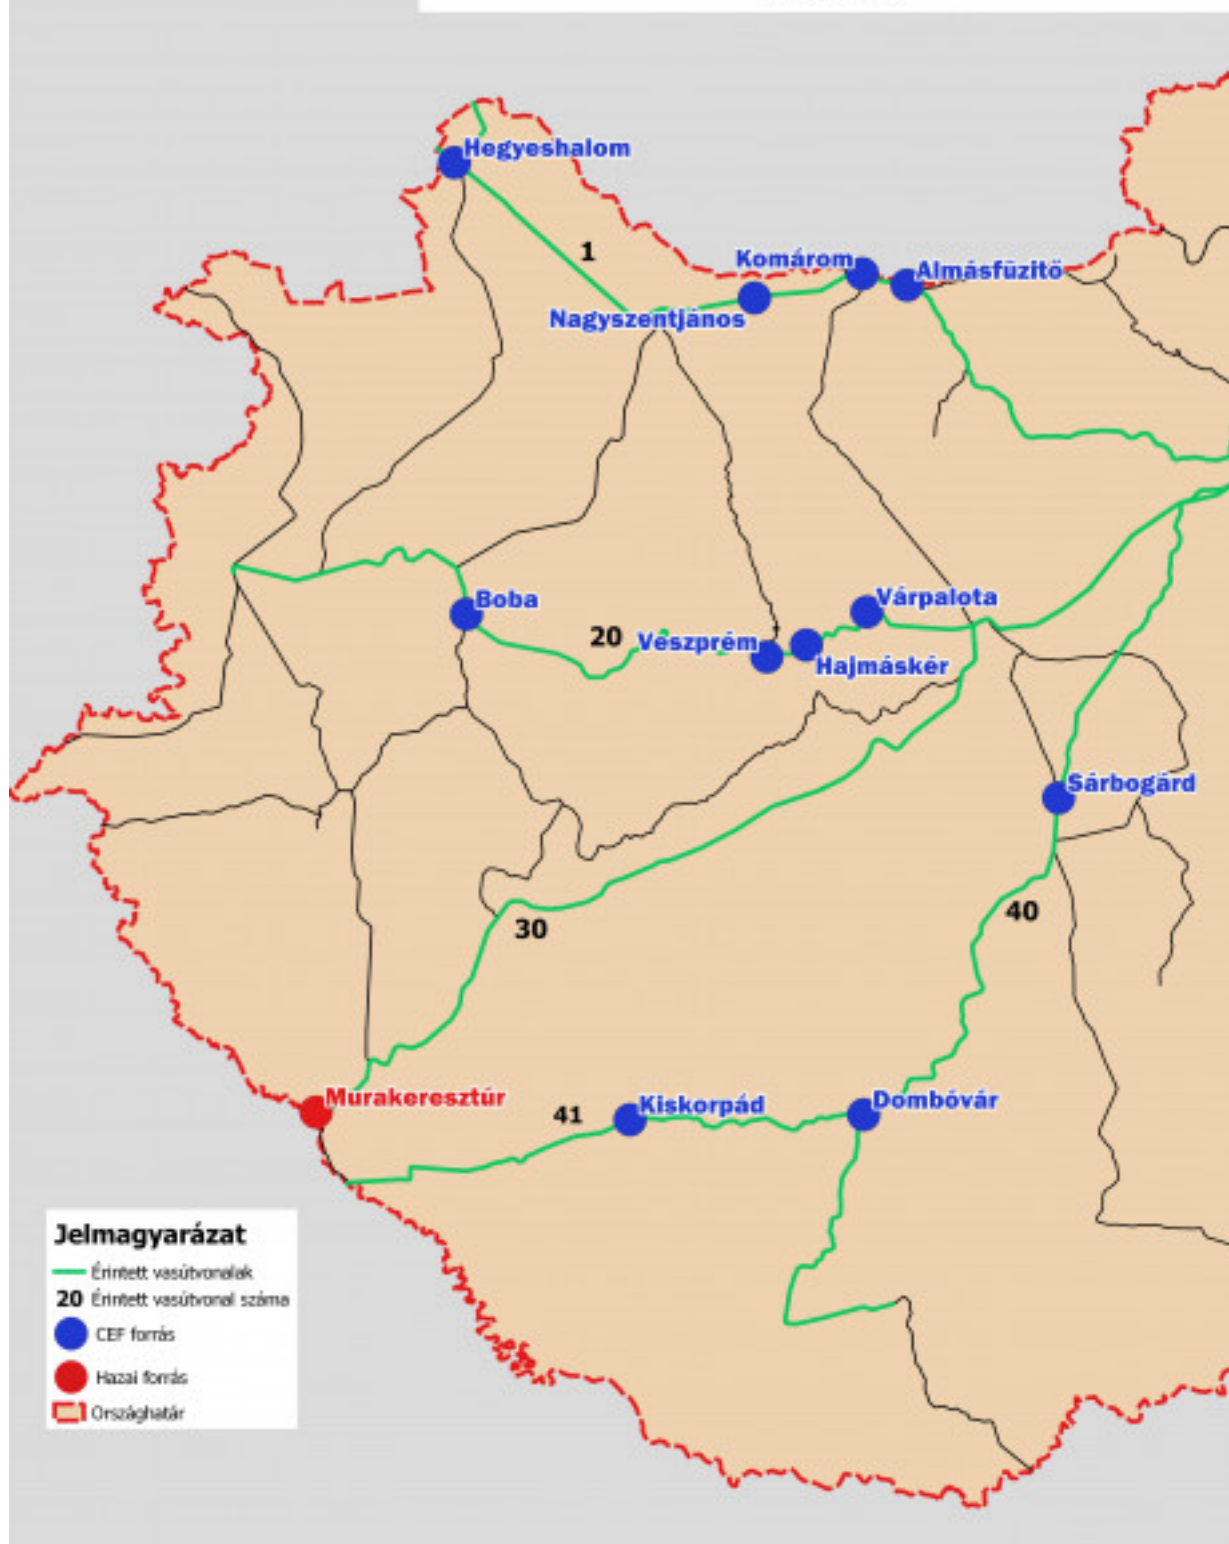 Hegyeshalom
1
Komárom
Almásfüzitő
Nagyszentjános
Boba
Várpalota
20
Veszprém
Hajmáskér
Sárbogárd
40
30
Murakeresztúr
41
Kiskorpád
Dombóvár
Jelmagyarázat
Érintett vasútvonalak
20 Érintett vasútvonal száma
CEF forrás
Hazai forrás
Országhatár